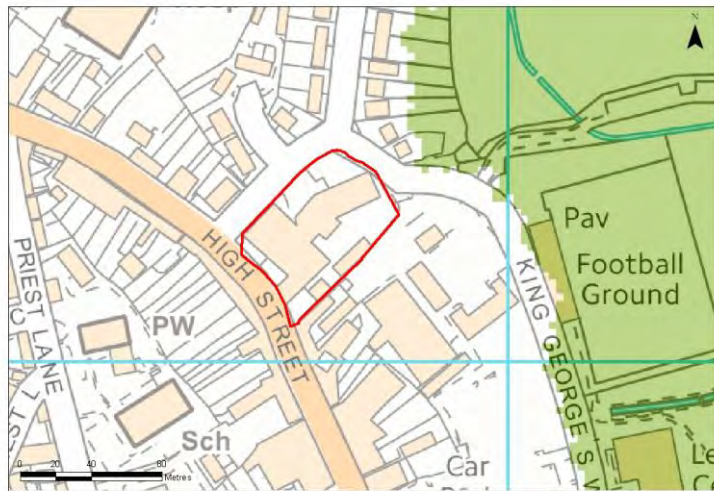 N
Pav
Football
Ground
HIGH STREET
KING GEORGE S
PRIEST LANE
PW
Sch
Car
0 20 40 80
Metres